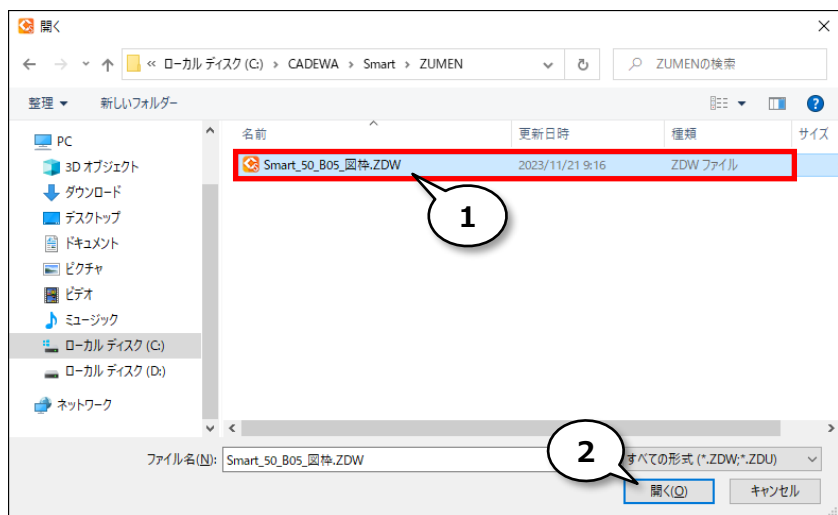 開く
« ローカル ディスク (C:) › CADEWA › Smart › ZUMEN
ZUMENの検索
整理 ▼ 新しいフォルダー
名前 更新日時 種類 サイズ
PC
3D オブジェクト
ダウンロード
デスクトップ
ドキュメント
ピクチャ
ビデオ
ミュージック
ローカル ディスク (C:)
ローカル ディスク (D:)
ネットワーク
Smart_50_B05_図枠.ZDW 2023/11/21 9:16 ZDW ファイル
1
ファイル名(N): Smart_50_B05_図枠.ZDW
2
すべての形式 (*.ZDW;*.ZDU)
開く(O) キャンセル